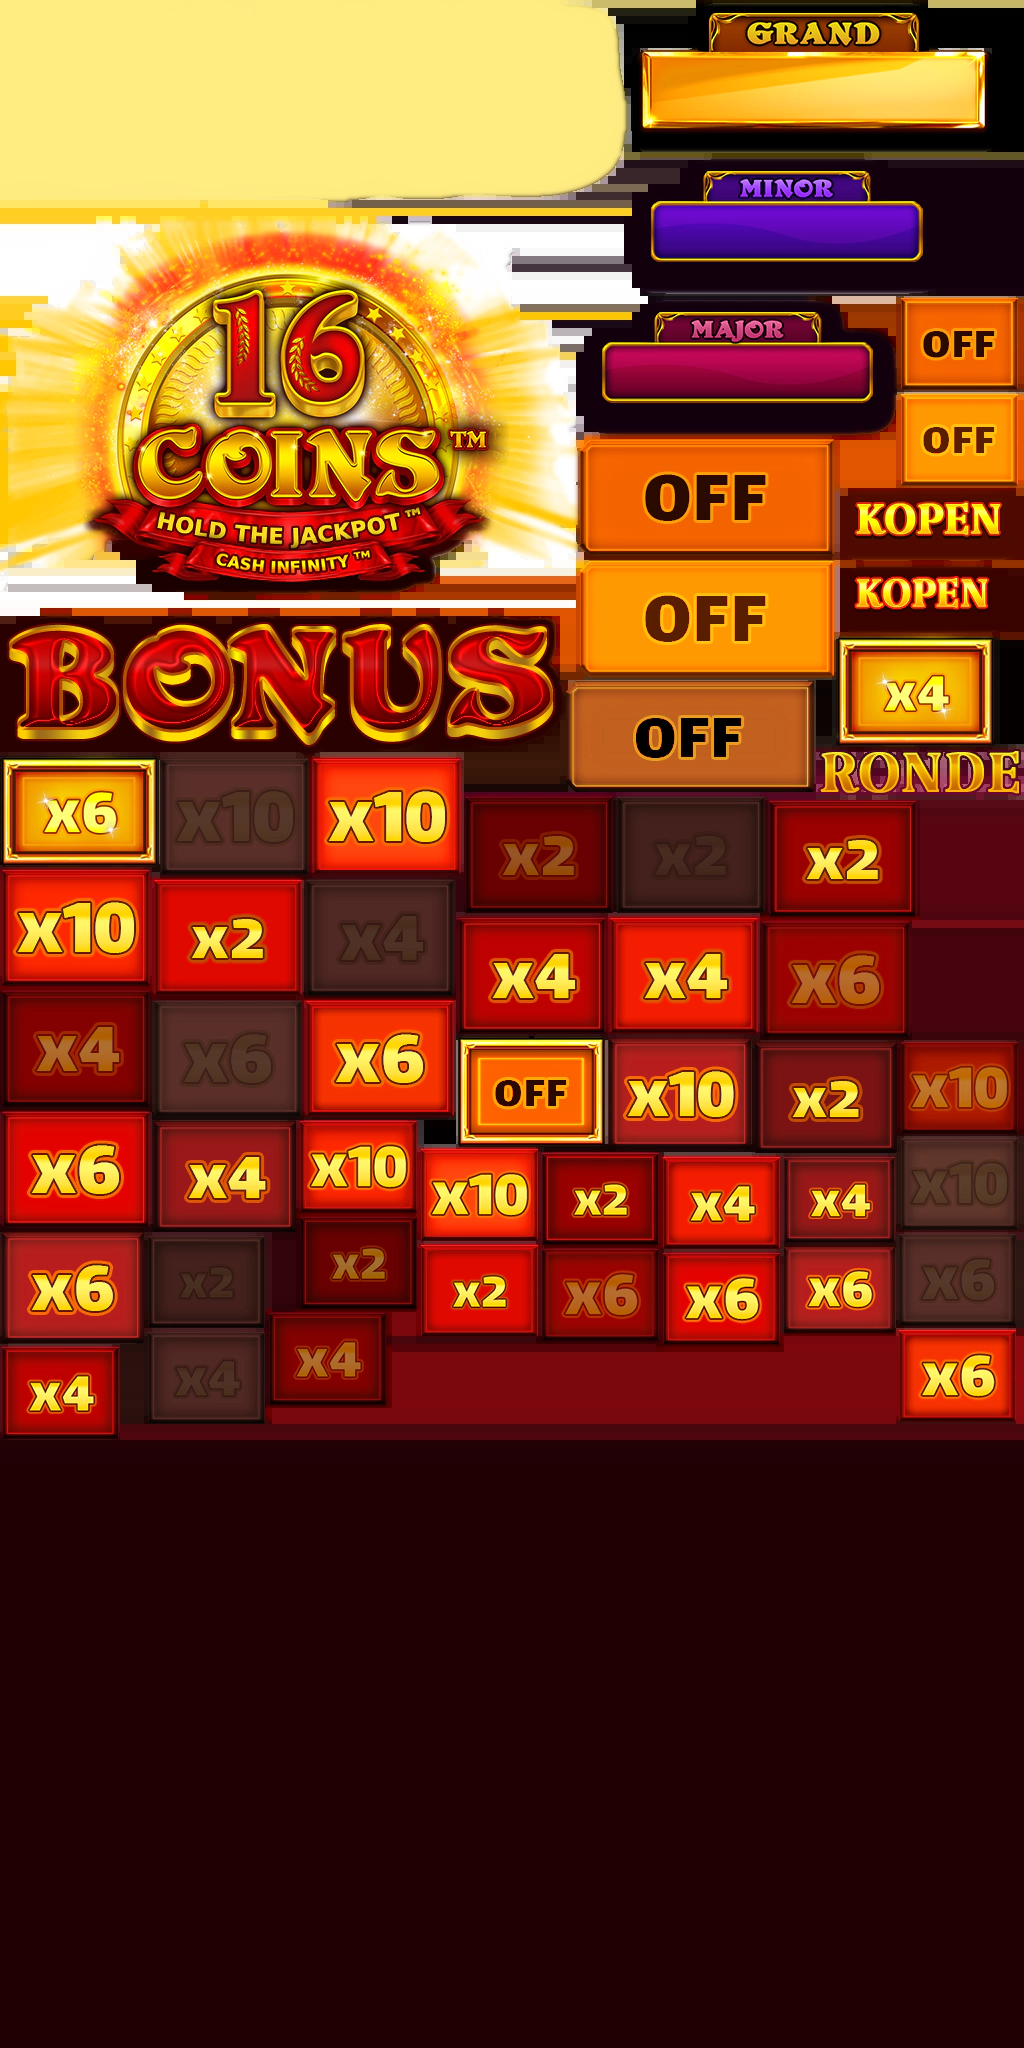 GRAND
MINOR
MAJOR
16
COINS™
HOLD THE JACKPOT™
CASH INFINITY™
OFF
OFF
OFF
KOPEN
OFF
KOPEN
BONUS
x4
OFF
RONDE
x6
x10
x10
x2
x2
x2
x10
x2
x4
x4
x4
x6
x4
x6
x6
OFF
x10
x2
x10
x6
x4
x10
x10
x2
x4
x4
x10
x6
x2
x2
x2
x6
x6
x6
x6
x4
x4
x4
x6